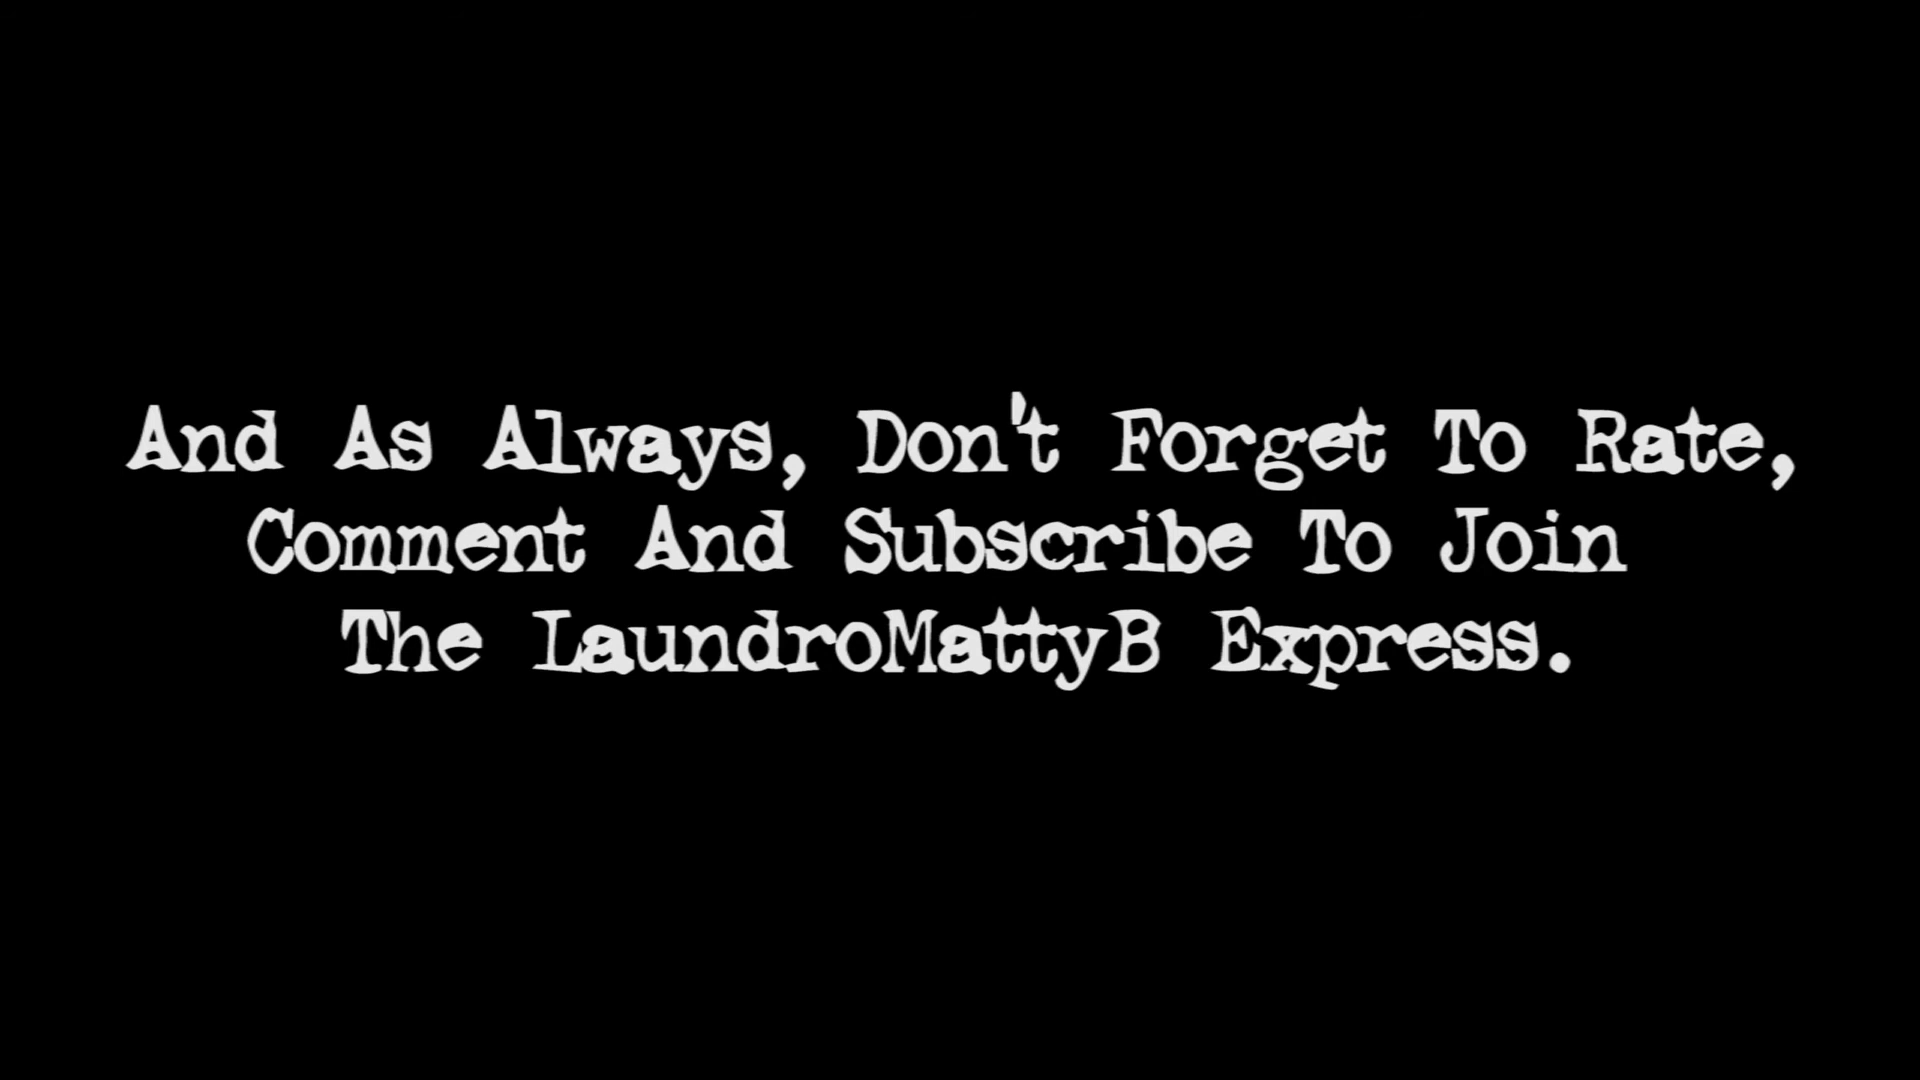 And As Always, Don't Forget To Rate,
Comment And Subscribe To Join
The LaundroMattyB Express.